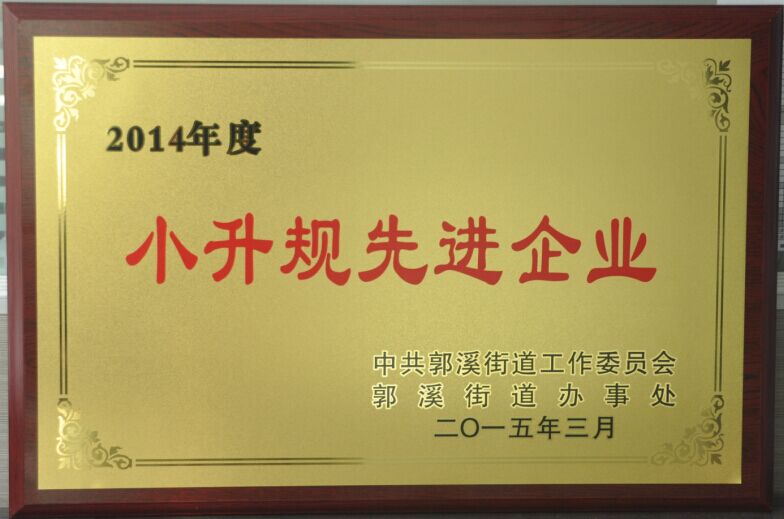 2014年度
小升规先进企业
中共郭溪街道工作委员会
郭溪街道办事处
二〇一五年三月